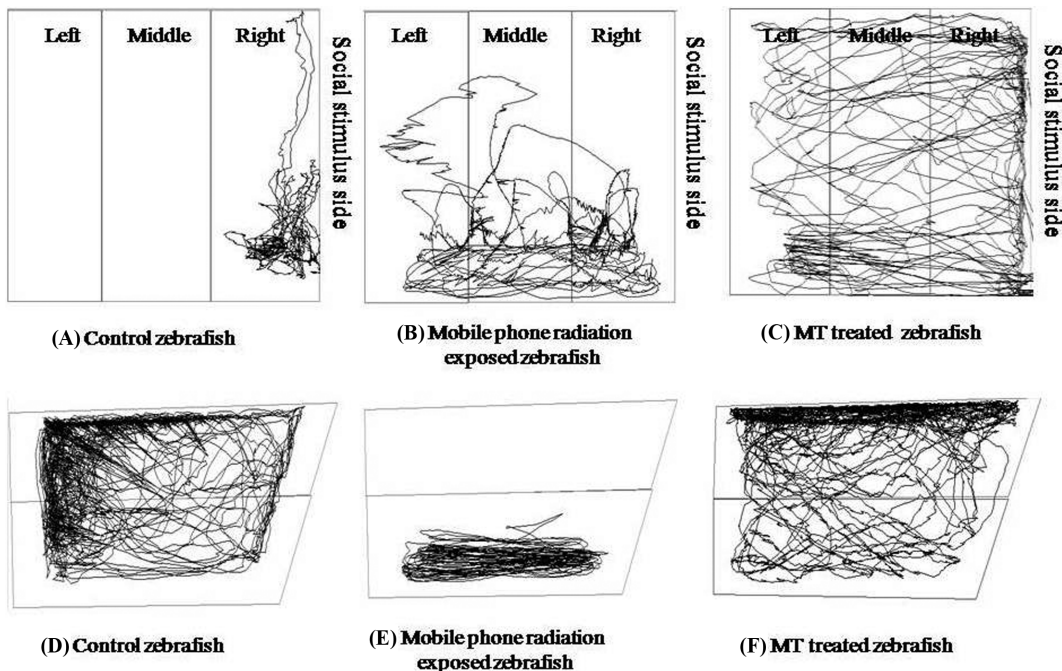 Left Middle Right
Social stimulus side
Left Middle Right
Social stimulus side
Left Middle Right
Social stimulus side
(A) Control zebrafish
(B) Mobile phone radiation
exposed zebrafish
(C) MT treated zebrafish
(D) Control zebrafish
(E) Mobile phone radiation
exposed zebrafish
(F) MT treated zebrafish